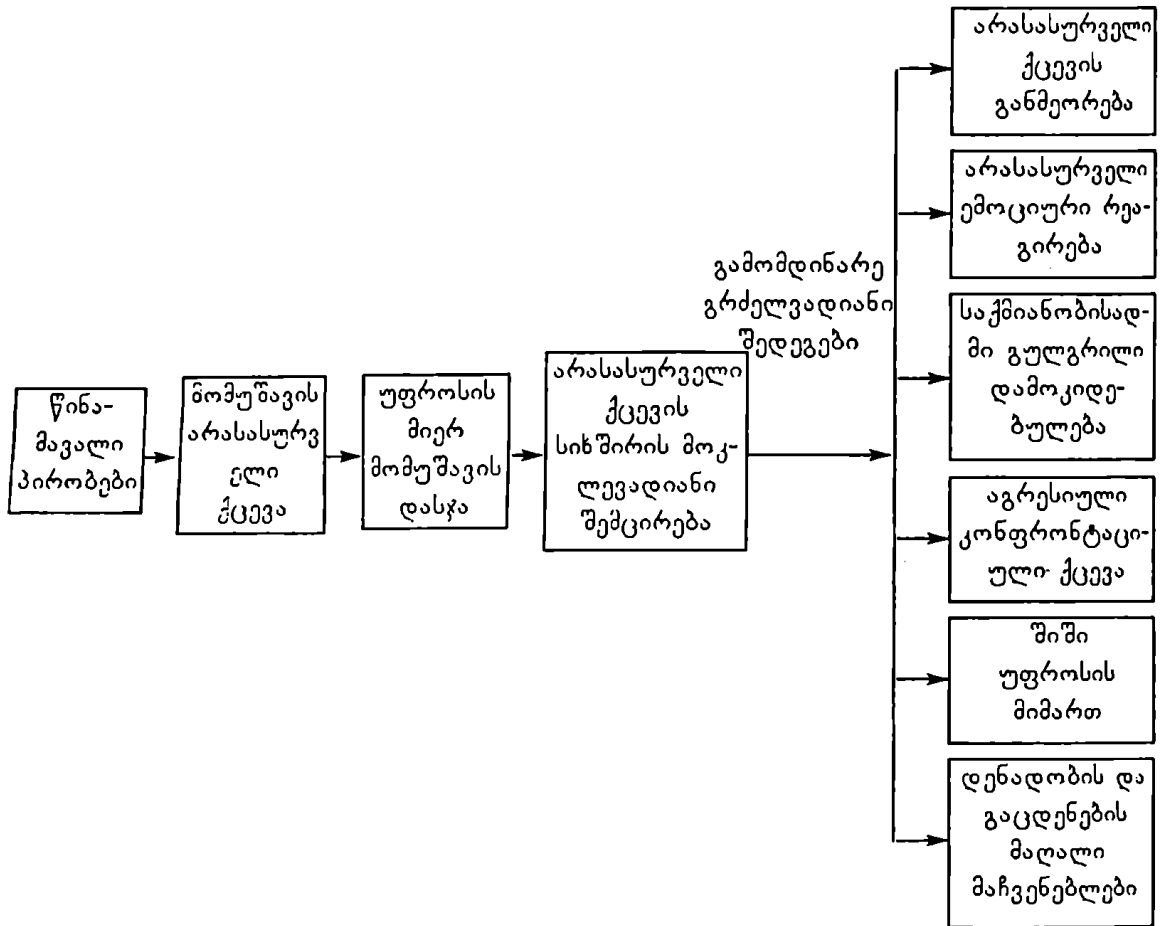 წინა-
მავალი
პირობები
მომუშავის
არასასურვ
ელი
ქცევა
უფროსის
მიერ
მომუშავის
დასჯა
არასასურველი
ქცევის
სიხშირის მოკ-
ლევადიანი
შემცირება
გამომდინარე
გრძელვადიანი
შედეგები
არასასურველი
ქცევის
განმეორება
არასასურველი
ემოციური რეა-
გირება
საქმიანობისად-
მი გულგრილი
დამოკიდე-
ბულება
აგრესიული
კონფრონტაცი-
ული ქცევა
შიში
უფროსის
მიმართ
დენადობის და
გაცდენების
მაღალი
მაჩვენებლები